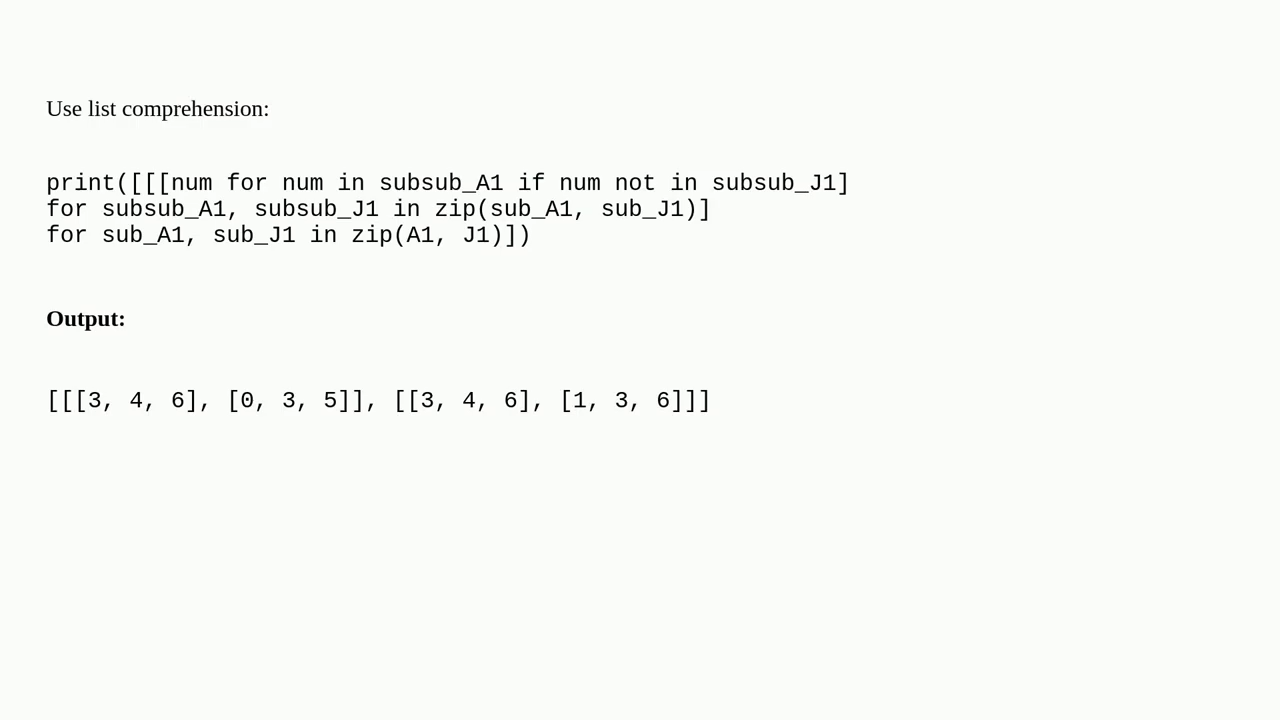 Use list comprehension:
print([[[num for num in subsub_A1 if num not in subsub_J1]
for subsub_A1, subsub_J1 in zip(sub_A1, sub_J1)]
for sub_A1, sub_J1 in zip(A1, J1)])
Output:
[[[3, 4, 6], [0, 3, 5]], [[3, 4, 6], [1, 3, 6]]]